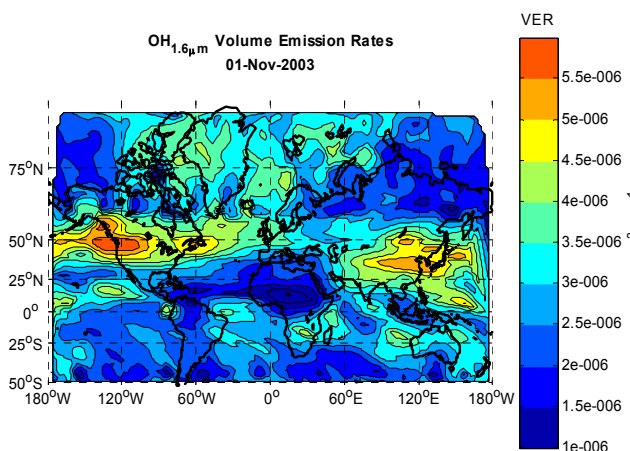 VER
OH1.6μm Volume Emission Rates
01-Nov-2003
5.5e-006
5e-006
4.5e-006
4e-006
3.5e-006
3e-006
2.5e-006
2e-006
1.5e-006
1e-006
75°N
50°N
25°N
0°
25°S
50°S
180°W 120°W 60°W 0° 60°E 120°E 180°W